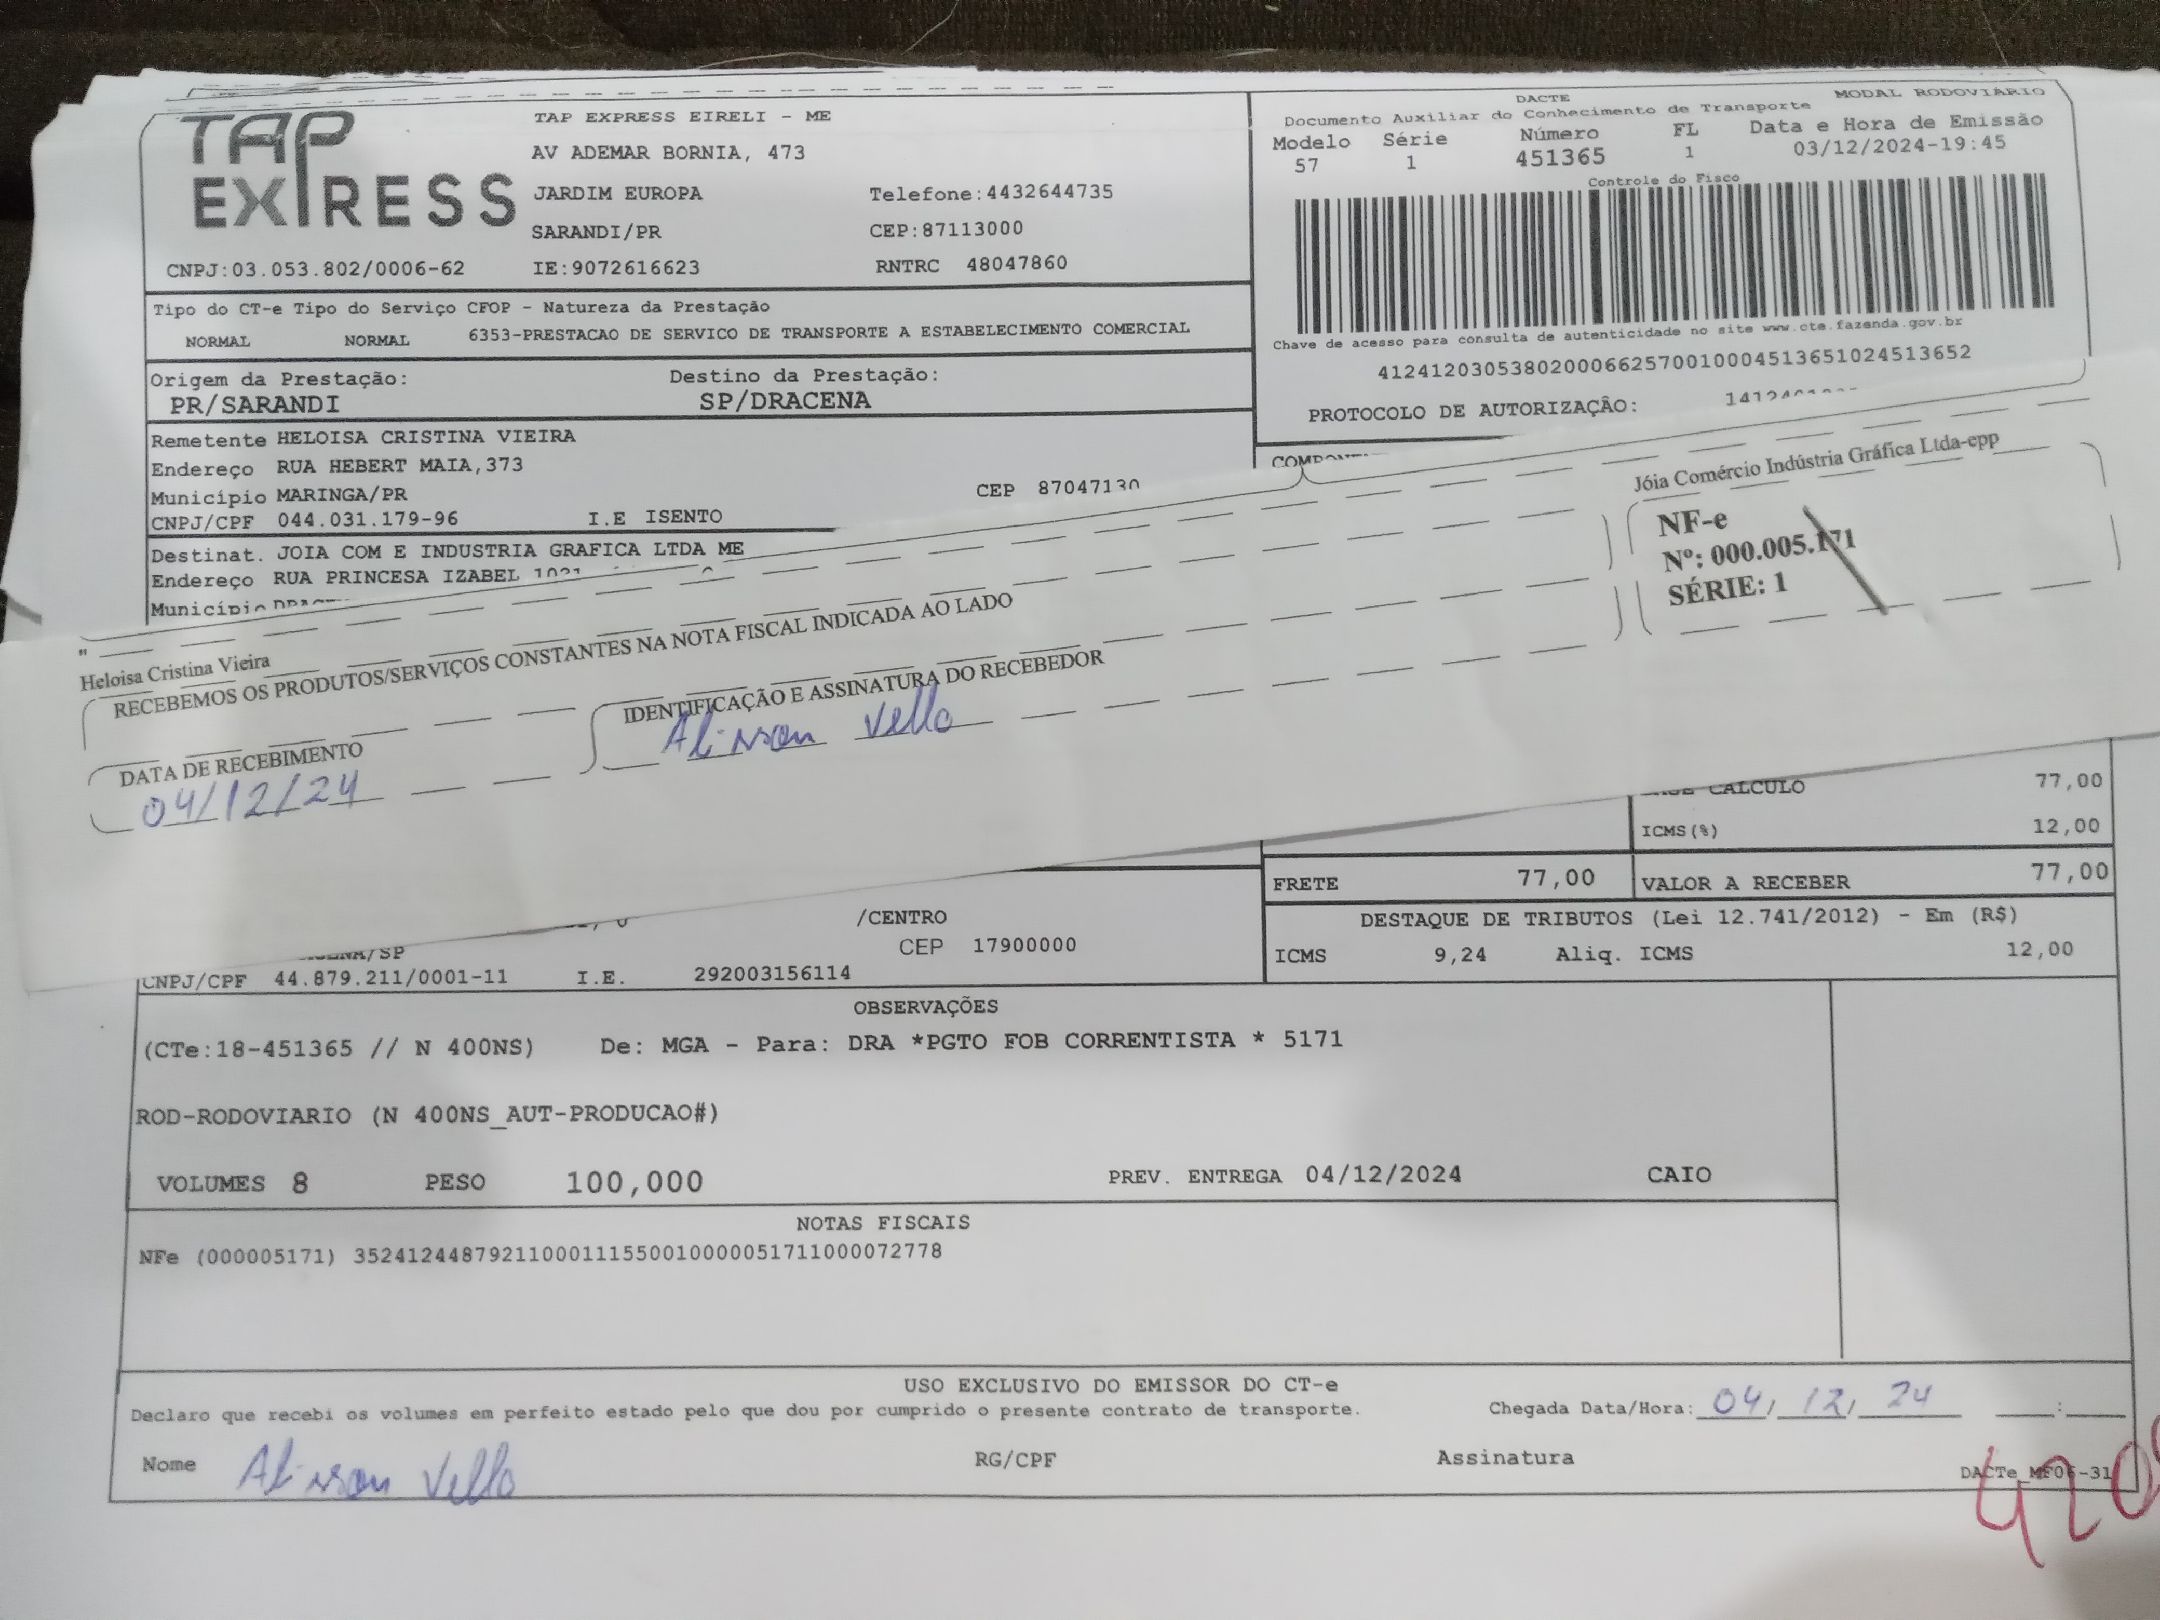 TAP EXPRESS
TAP EXPRESS EIRELI - ME
AV ADEMAR BORNIA, 473
JARDIM EUROPA Telefone:4432644735
SARANDI/PR CEP:87113000
CNPJ:03.053.802/0006-62 IE:9072616623 RNTRC 48047860
DACTE MODAL RODOVIÁRIO
Documento Auxiliar do Conhecimento de Transporte
Modelo Série Número FL Data e Hora de Emissão
57 1 451365 1 03/12/2024-19:45
Controle do Fisco
Chave de acesso para consulta de autenticidade no site www.cte.fazenda.gov.br
41241203053802000662570010004513651024513652
PROTOCOLO DE AUTORIZAÇÃO:
Tipo do CT-e Tipo do Serviço CFOP - Natureza da Prestação
NORMAL NORMAL 6353-PRESTACAO DE SERVICO DE TRANSPORTE A ESTABELECIMENTO COMERCIAL
Origem da Prestação: Destino da Prestação:
PR/SARANDI SP/DRACENA
Remetente HELOISA CRISTINA VIEIRA
Endereço RUA HEBERT MAIA,373
Município MARINGA/PR CEP 87047130
CNPJ/CPF 044.031.179-96 I.E ISENTO
Destinat. JOIA COM E INDUSTRIA GRAFICA LTDA ME
Endereço RUA PRINCESA IZABEL 1021
Município
Jóia Comércio Indústria Gráfica Ltda-epp
NF-e
Nº: 000.005.171
SÉRIE: 1
Heloisa Cristina Vieira
RECEBEMOS OS PRODUTOS/SERVIÇOS CONSTANTES NA NOTA FISCAL INDICADA AO LADO
DATA DE RECEBIMENTO IDENTIFICAÇÃO E ASSINATURA DO RECEBEDOR
04/12/24 Alisson Vello
CALCULO 77,00
ICMS(%) 12,00
FRETE 77,00 VALOR A RECEBER 77,00
DESTAQUE DE TRIBUTOS (Lei 12.741/2012) - Em (R$)
ICMS 9,24 Aliq. ICMS 12,00
/CENTRO
/SP CEP 17900000
CNPJ/CPF 44.879.211/0001-11 I.E. 292003156114
OBSERVAÇÕES
(CTe:18-451365 // N 400NS) De: MGA - Para: DRA *PGTO FOB CORRENTISTA * 5171
ROD-RODOVIARIO (N 400NS_AUT-PRODUCAO#)
VOLUMES 8 PESO 100,000 PREV. ENTREGA 04/12/2024 CAIO
NOTAS FISCAIS
NFe (000005171) 35241244879211000111550010000051711000072778
USO EXCLUSIVO DO EMISSOR DO CT-e
Declaro que recebi os volumes em perfeito estado pelo que dou por cumprido o presente contrato de transporte. Chegada Data/Hora: 04/ 12/ 24 :
Nome Alisson Vello RG/CPF Assinatura
DACTe_MF06-31